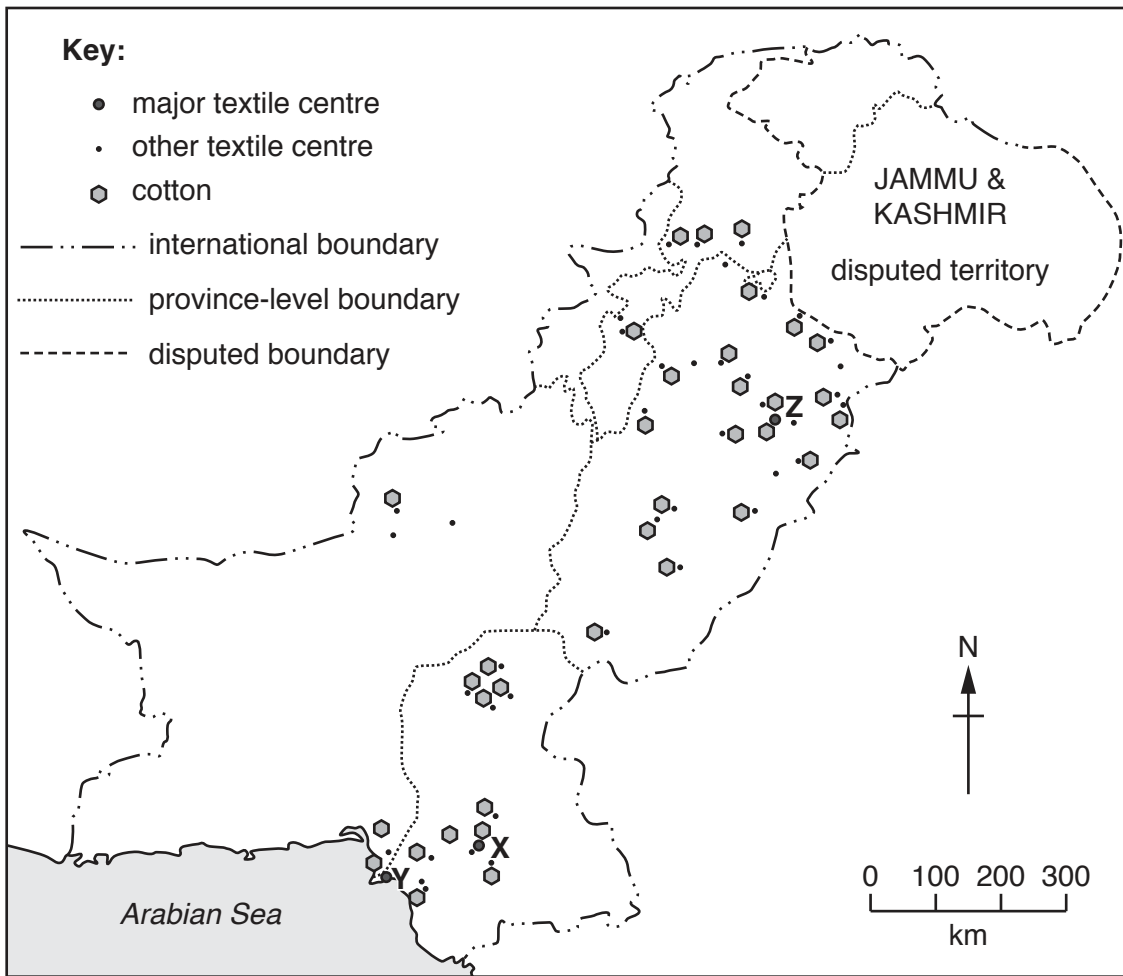 Key:
major textile centre
other textile centre
cotton
international boundary
province-level boundary
disputed boundary
JAMMU &
KASHMIR
disputed territory
Z
N
X
Y
Arabian Sea
0 100 200 300
km